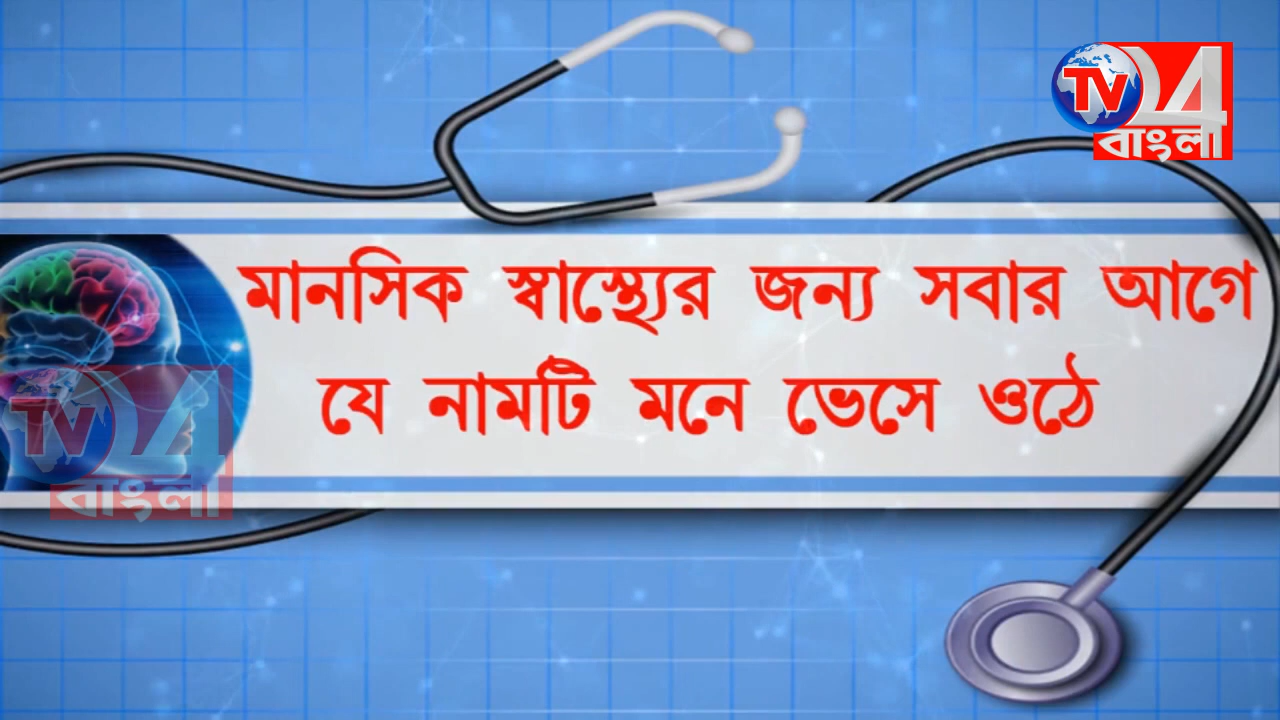 TV 24
বাংলা
মানসিক স্বাস্থ্যের জন্য সবার আগে
যে নামটি মনে ভেসে ওঠে
TV 24
বাংলা